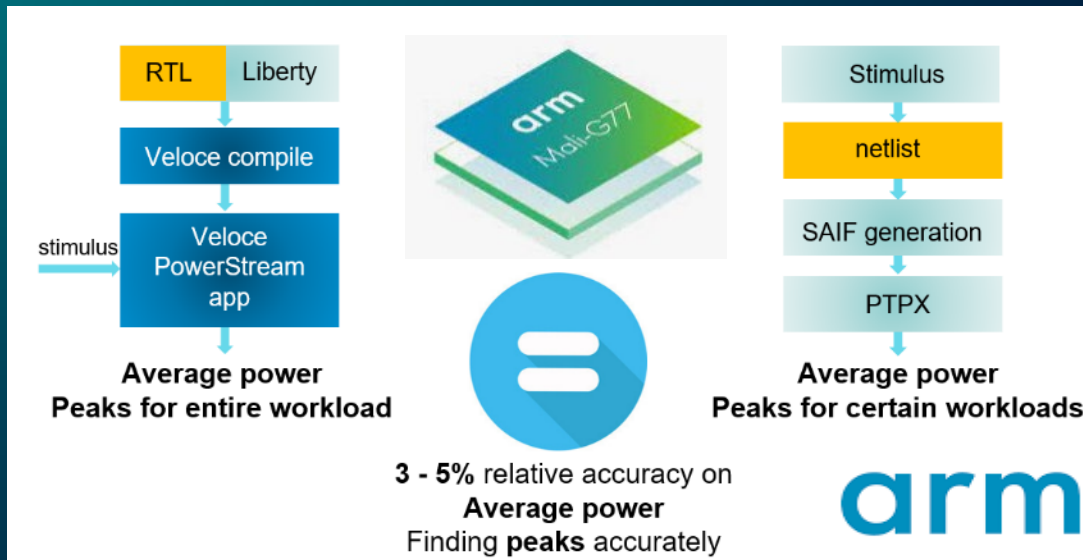 RTL
Liberty
Veloce compile
stimulus
Veloce
PowerStream
app
Average power
Peaks for entire workload
arm
Mali-G77
3 - 5% relative accuracy on
Average power
Finding peaks accurately
Stimulus
netlist
SAIF generation
PTPX
Average power
Peaks for certain workloads
arm